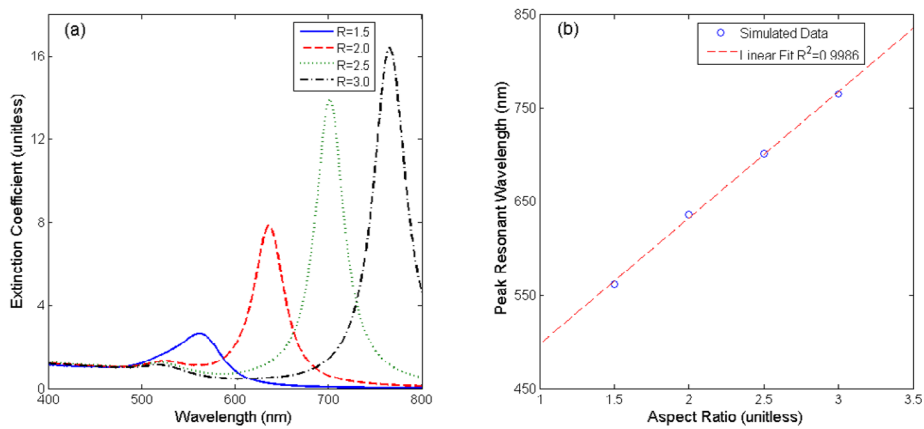 (a)
R=1.5
R=2.0
R=2.5
R=3.0
16
12
8
4
0
400
500
600
700
800
Extinction Coefficient (unitless)
Wavelength (nm)
(b)
Simulated Data
Linear Fit R²=0.9986
850
750
650
550
450
1
1.5
2
2.5
3
3.5
Peak Resonant Wavelength (nm)
Aspect Ratio (unitless)